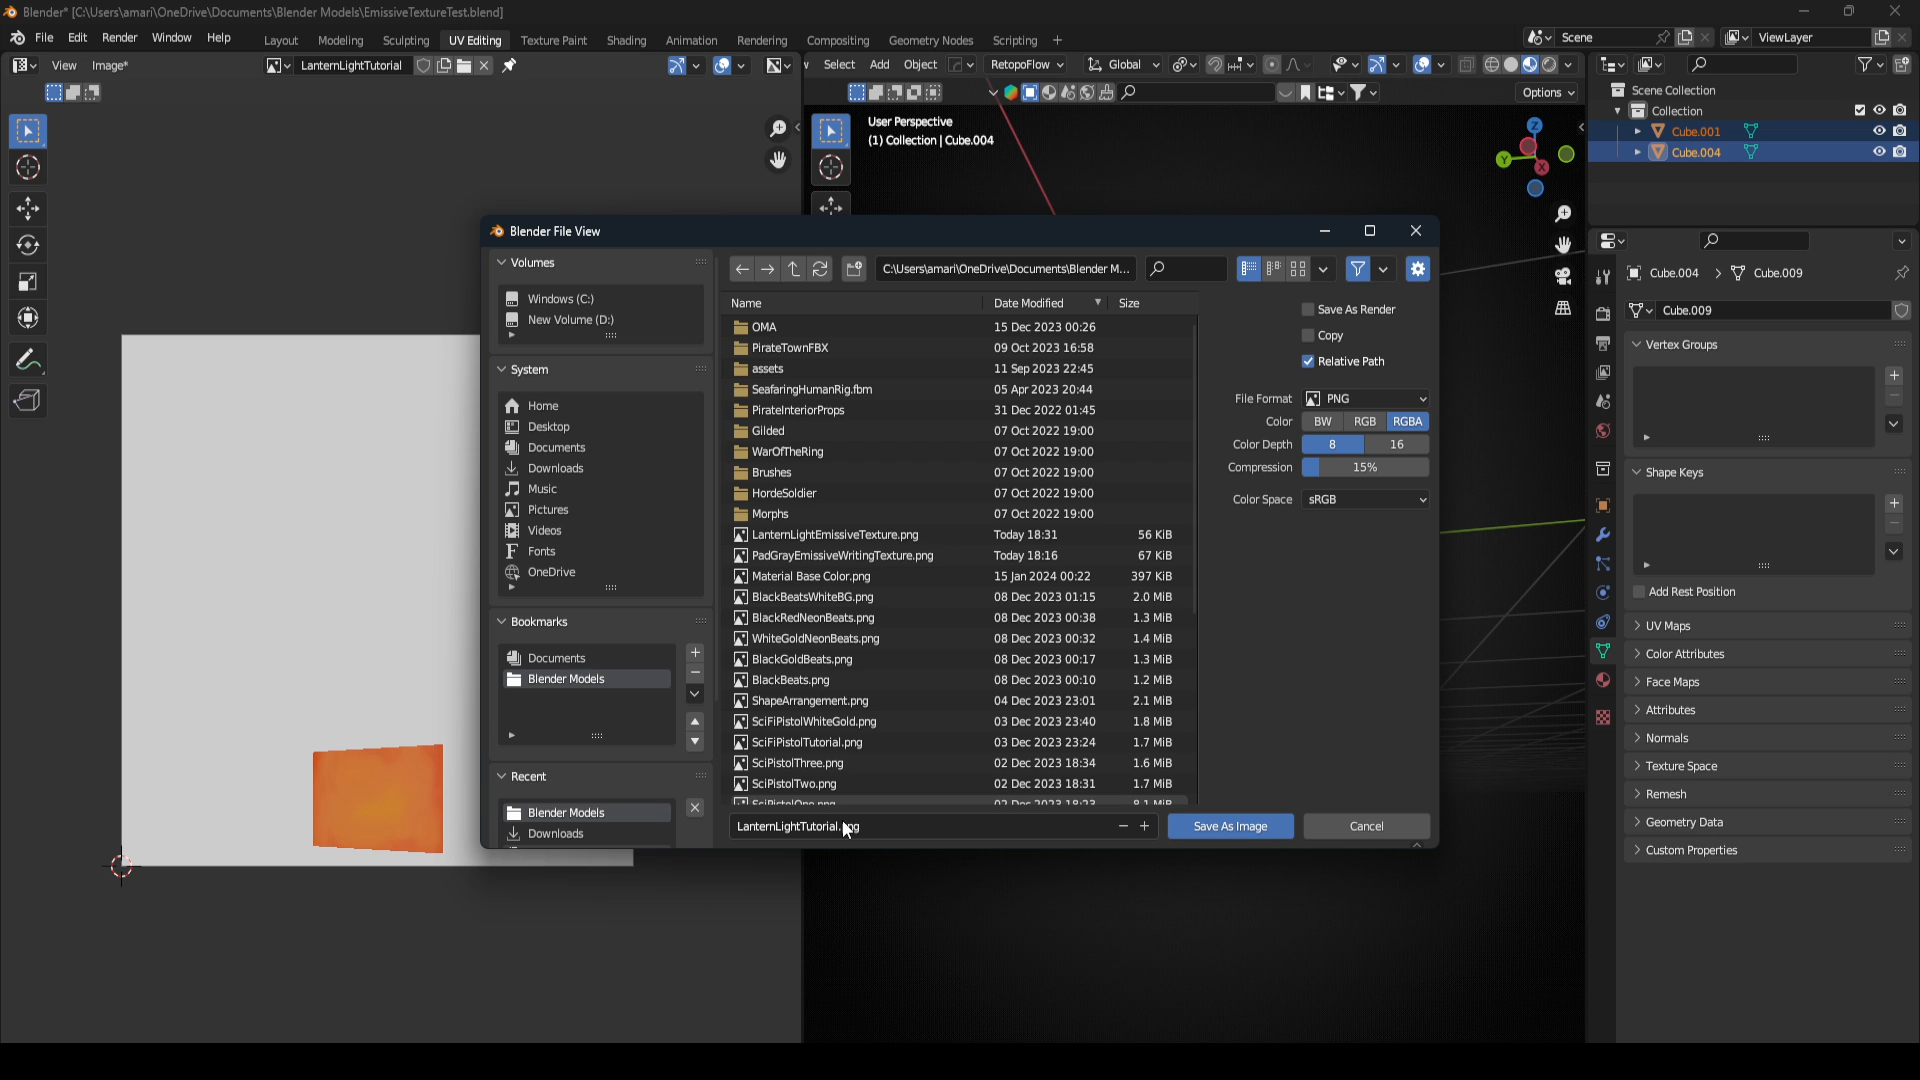 Blender* [C:\Users\amari\OneDrive\Documents\Blender Models\EmissiveTextureTest.blend]
File Edit Render Window Help Layout Modeling Sculpting UV Editing Texture Paint Shading Animation Rendering Compositing Geometry Nodes Scripting + Scene ViewLayer
View Image* LanternLightTutorial Select Add Object RetopoFlow Global
Options
User Perspective
(1) Collection | Cube.004
Z
Y
X
Scene Collection
Collection
Cube.001
Cube.004
Cube.004 > Cube.009
Cube.009
Vertex Groups
Shape Keys
Add Rest Position
UV Maps
Color Attributes
Face Maps
Attributes
Normals
Texture Space
Remesh
Geometry Data
Custom Properties
Blender File View
Volumes
Windows (C:)
New Volume (D:)
System
Home
Desktop
Documents
Downloads
Music
Pictures
Videos
Fonts
OneDrive
Bookmarks
Documents
Blender Models
Recent
Blender Models
Downloads
C:\Users\amari\OneDrive\Documents\Blender M...
Name Date Modified Size
OMA 15 Dec 2023 00:26
PirateTownFBX 09 Oct 2023 16:58
assets 11 Sep 2023 22:45
SeafaringHumanRig.fbm 05 Apr 2023 20:44
PirateInteriorProps 31 Dec 2022 01:45
Gilded 07 Oct 2022 19:00
WarOfTheRing 07 Oct 2022 19:00
Brushes 07 Oct 2022 19:00
HordeSoldier 07 Oct 2022 19:00
Morphs 07 Oct 2022 19:00
LanternLightEmissiveTexture.png Today 18:31 56 KiB
PadGrayEmissiveWritingTexture.png Today 18:16 67 KiB
Material Base Color.png 15 Jan 2024 00:22 397 KiB
BlackBeatsWhiteBG.png 08 Dec 2023 01:15 2.0 MiB
BlackRedNeonBeats.png 08 Dec 2023 00:38 1.3 MiB
WhiteGoldNeonBeats.png 08 Dec 2023 00:32 1.4 MiB
BlackGoldBeats.png 08 Dec 2023 00:17 1.3 MiB
BlackBeats.png 08 Dec 2023 00:10 1.2 MiB
ShapeArrangement.png 04 Dec 2023 23:01 2.1 MiB
SciFiPistolWhiteGold.png 03 Dec 2023 23:40 1.8 MiB
SciFiPistolTutorial.png 03 Dec 2023 23:24 1.7 MiB
SciPistolThree.png 02 Dec 2023 18:34 1.6 MiB
SciPistolTwo.png 02 Dec 2023 18:31 1.7 MiB
SciPistolOne.png 02 Dec 2023 18:23 8.1 MiB
Save As Render
Copy
Relative Path
File Format PNG
Color BW RGB RGBA
Color Depth 8 16
Compression 15%
Color Space sRGB
LanternLightTutorial.png − + Save As Image Cancel